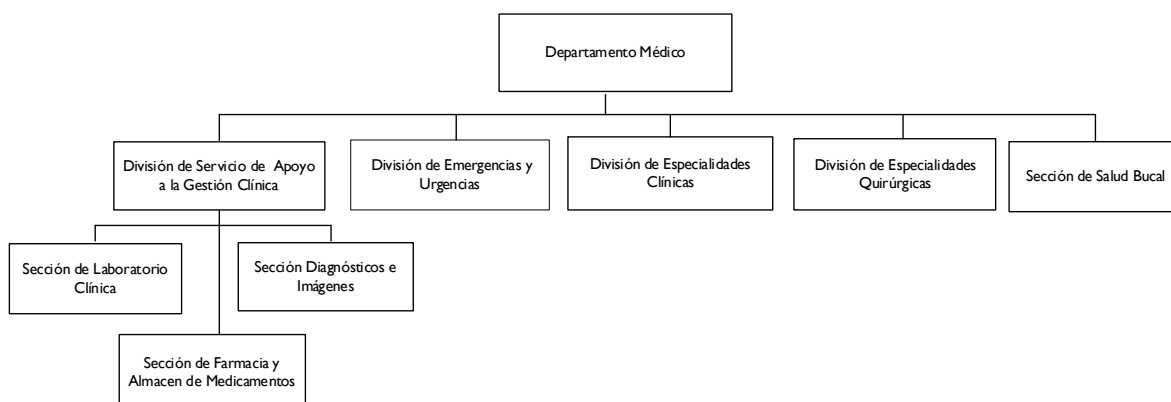 Departamento Médico
División de Servicio de Apoyo
a la Gestión Clínica
División de Emergencias y
Urgencias
División de Especialidades
Clínicas
División de Especialidades
Quirúrgicas
Sección de Salud Bucal
Sección de Laboratorio
Clínica
Sección Diagnósticos e
Imágenes
Sección de Farmacia y
Almacen de Medicamentos